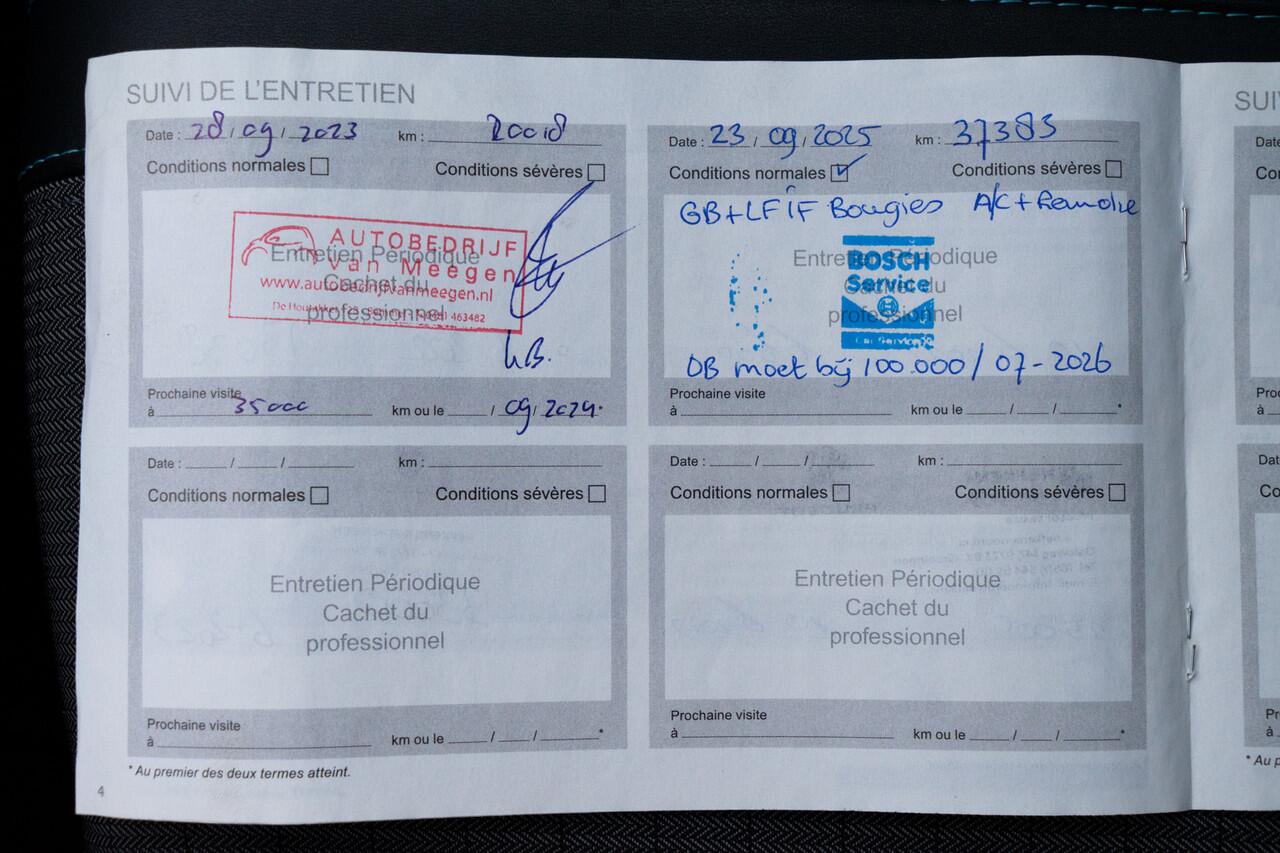 SUIVI DE L'ENTRETIEN
Date : 28 / 09 / 2023 km : 20018
Conditions normales Conditions sévères
AUTOBEDRIJF
van Meegen
www.autobedrijfvanmeegen.nl
463482
Entretien Périodique
Cachet du
professionnel
Prochaine visite
à 35000 km ou le / 09 / 2024 *
Date : 23 / 09 / 2025 km : 37383
Conditions normales Conditions sévères
GB+LF IF Bougies A/C+
Entretien Périodique
Cachet du
professionnel
BOSCH
Service
DB moet bij 100.000 / 07-2026
Prochaine visite
à km ou le / / *
Date : / / km :
Conditions normales Conditions sévères
Entretien Périodique
Cachet du
professionnel
Prochaine visite
à km ou le / / *
Date : / / km :
Conditions normales Conditions sévères
Entretien Périodique
Cachet du
professionnel
Prochaine visite
à km ou le / / *
* Au premier des deux termes atteint.
4